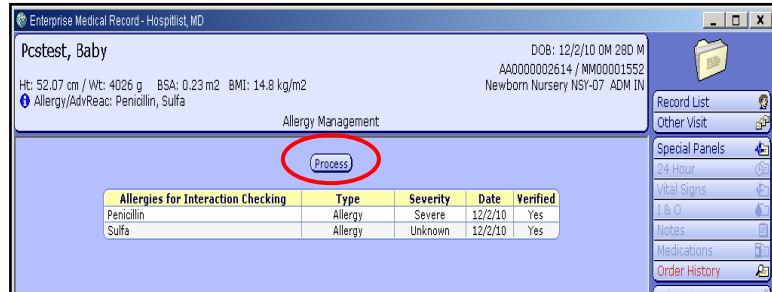 Enterprise Medical Record - Hospitlist, MD
Pcstest, Baby
DOB: 12/2/10 0M 28D M
AA0000002614 / MM00001552
Ht: 52.07 cm / Wt: 4026 g BSA: 0.23 m2 BMI: 14.8 kg/m2
Newborn Nursery NSY-07 ADM IN
Allergy/AdvReac: Penicillin, Sulfa
Allergy Management
Process
Allergies for Interaction Checking Type Severity Date Verified
Penicillin Allergy Severe 12/2/10 Yes
Sulfa Allergy Unknown 12/2/10 Yes
Record List
Other Visit
Special Panels
24 Hour
Vital Signs
I & O
Notes
Medications
Order History